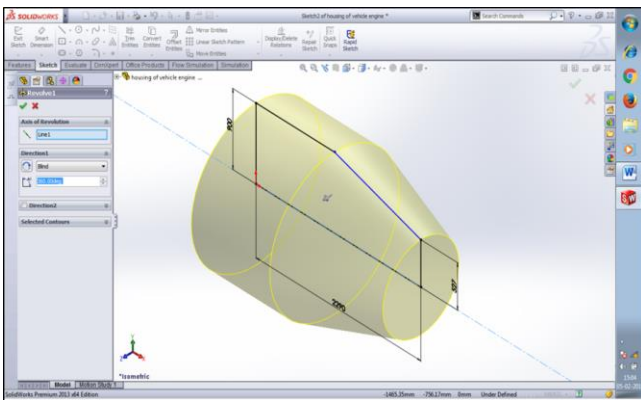 SOLIDWORKS
Sketch2 of housing of vehicle engine *
Search Commands
Exit Sketch
Smart Dimension
Trim Entities
Convert Entities
Offset Entities
Mirror Entities
Linear Sketch Pattern
Move Entities
Display/Delete Relations
Repair Sketch
Quick Snaps
Rapid Sketch
Features Sketch Evaluate DimXpert Office Products Flow Simulation Simulation
housing of vehicle engine ...
Revolve1
Axis of Revolution
Line1
Direction1
Blind
Direction2
Selected Contours
2270
*Isometric
Model Motion Study 1
SolidWorks Premium 2013 x64 Edition
-1465.35mm -756.17mm 0mm Under Defined